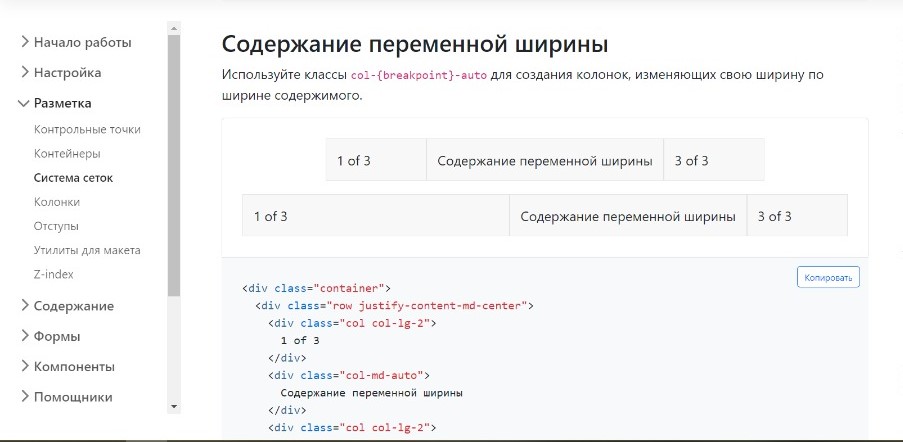 Начало работы
Настройка
Разметка
Контрольные точки
Контейнеры
Система сеток
Колонки
Отступы
Утилиты для макета
Z-index
Содержание
Формы
Компоненты
Помощники
Содержание переменной ширины
Используйте классы col-{breakpoint}-auto для создания колонок, изменяющих свою ширину по
ширине содержимого.
1 of 3 Содержание переменной ширины 3 of 3
1 of 3 Содержание переменной ширины 3 of 3
Копировать
<div class="container">
<div class="row justify-content-md-center">
<div class="col col-lg-2">
1 of 3
</div>
<div class="col-md-auto">
Содержание переменной ширины
</div>
<div class="col col-lg-2">